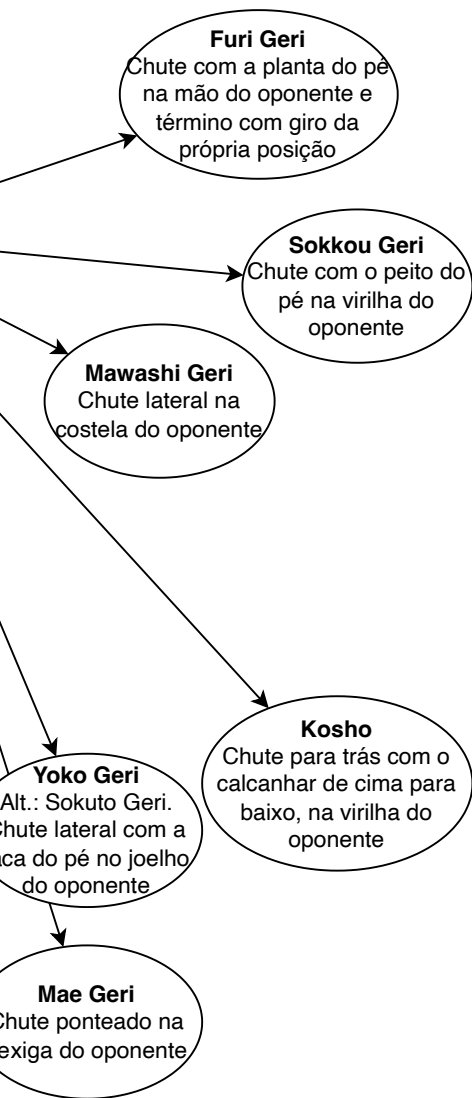 Furi Geri
Chute com a planta do pé
na mão do oponente e
término com giro da
própria posição
Sokkou Geri
Chute com o peito do
pé na virilha do
oponente
Mawashi Geri
Chute lateral na
costela do oponente
Kosho
Chute para trás com o
calcanhar de cima para
baixo, na virilha do
oponente
Yoko Geri
Alt.: Sokuto Geri.
Chute lateral com a
do pé no joelho
do oponente
Mae Geri
Chute ponteado na
do oponente